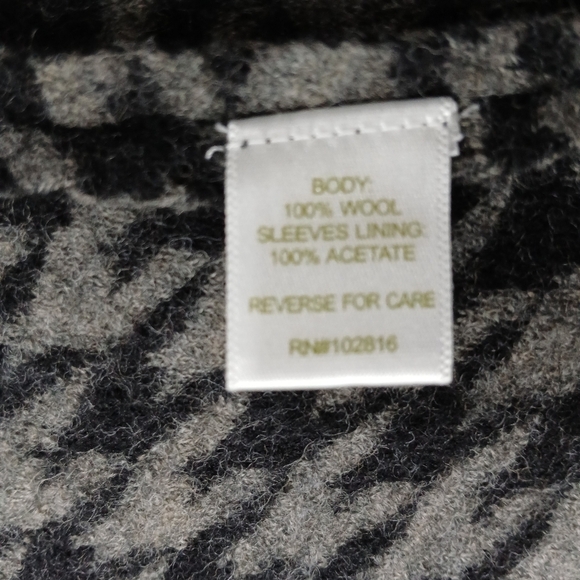 BODY:
100% WOOL
SLEEVES LINING:
100% ACETATE
REVERSE FOR CARE
RN#102816